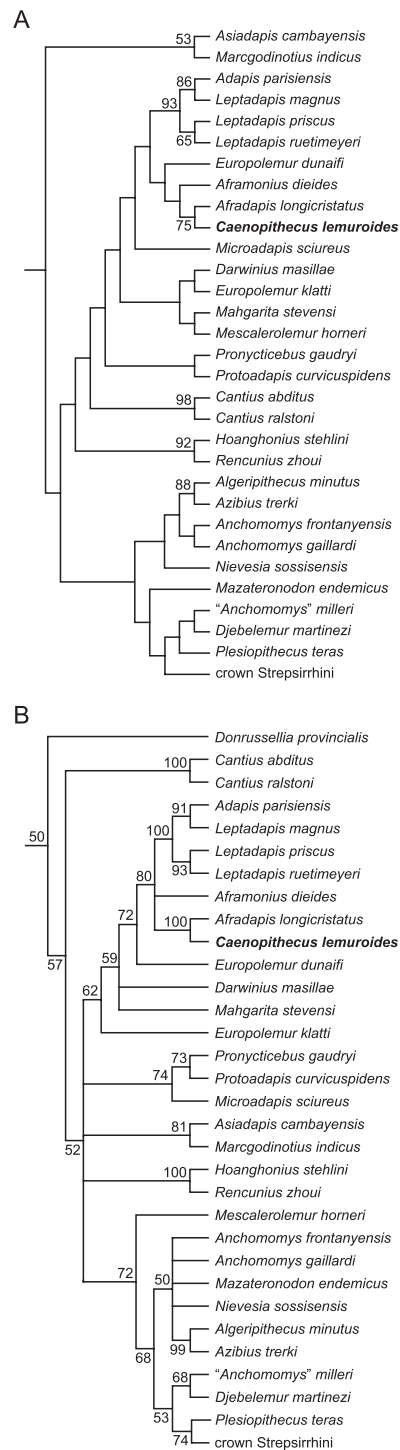 A
53
Asiadapis cambayensis
Marcgodinotius indicus
86
Adapis parisiensis
93
Leptadapis magnus
Leptadapis priscus
65
Leptadapis ruetimeyeri
Europolemur dunaifi
Aframonius dieides
Afradapis longicristatus
75
Caenopithecus lemuroides
Microadapis sciureus
Darwinius masillae
Europolemur klatti
Mahgarita stevensi
Mescalerolemur horneri
Pronycticebus gaudryi
Protoadapis curvicuspidens
98
Cantius abditus
Cantius ralstoni
92
Hoanghonius stehlini
Rencunius zhoui
88
Algeripithecus minutus
Azibius trerki
Anchomomys frontanyensis
Anchomomys gaillardi
Nievesia sossisensis
Mazateronodon endemicus
“Anchomomys” milleri
Djebelemur martinezi
Plesiopithecus teras
crown Strepsirrhini
B
Donrussellia provincialis
100
Cantius abditus
Cantius ralstoni
91
Adapis parisiensis
100
Leptadapis magnus
50
Leptadapis priscus
93
Leptadapis ruetimeyeri
80
Aframonius dieides
72
100
Afradapis longicristatus
Caenopithecus lemuroides
59
57
Europolemur dunaifi
62
Darwinius masillae
Mahgarita stevensi
Europolemur klatti
73
Pronycticebus gaudryi
74
Protoadapis curvicuspidens
Microadapis sciureus
81
Asiadapis cambayensis
52
Marcgodinotius indicus
100
Hoanghonius stehlini
Rencunius zhoui
Mescalerolemur horneri
Anchomomys frontanyensis
Anchomomys gaillardi
72
50
Mazateronodon endemicus
Nievesia sossisensis
Algeripithecus minutus
68
99
Azibius trerki
68
“Anchomomys” milleri
Djebelemur martinezi
53
Plesiopithecus teras
74
crown Strepsirrhini